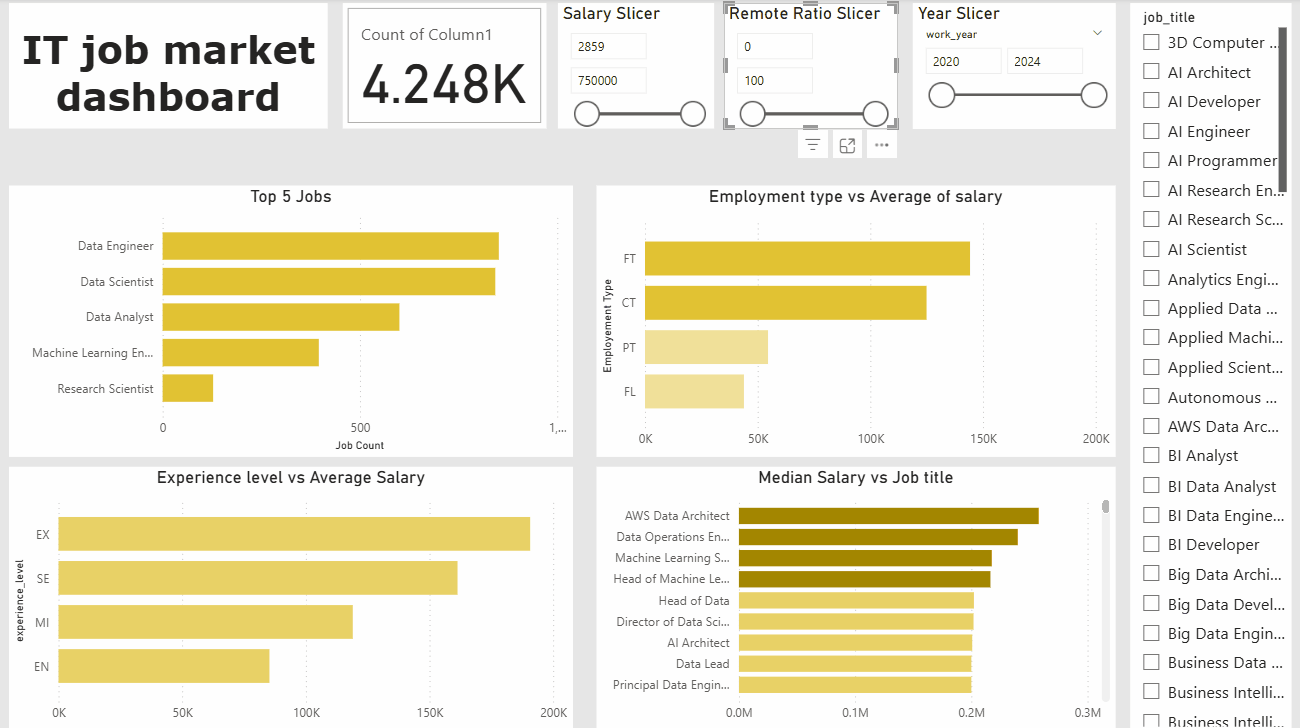 IT job market
dashboard
Count of Column1
4.248K
Salary Slicer
2859
750000
Remote Ratio Slicer
0
100
Year Slicer
work_year
2020
2024
Top 5 Jobs
Data Engineer
Data Scientist
Data Analyst
Machine Learning En...
Research Scientist
0
500
1,...
Job Count
Employment type vs Average of salary
Employement Type
FT
CT
PT
FL
0K
50K
100K
150K
200K
Experience level vs Average Salary
experience_level
EX
SE
MI
EN
0K
50K
100K
150K
200K
Median Salary vs Job title
AWS Data Architect
Data Operations En...
Machine Learning S...
Head of Machine Le...
Head of Data
Director of Data Sci...
AI Architect
Data Lead
Principal Data Engin...
0.0M
0.1M
0.2M
0.3M
job_title
3D Computer ...
AI Architect
AI Developer
AI Engineer
AI Programmer
AI Research En...
AI Research Sc...
AI Scientist
Analytics Engi...
Applied Data ...
Applied Machi...
Applied Scient...
Autonomous ...
AWS Data Arc...
BI Analyst
BI Data Analyst
BI Data Engine...
BI Developer
Big Data Archi...
Big Data Devel...
Big Data Engin...
Business Data ...
Business Intelli...
Business Intelli...